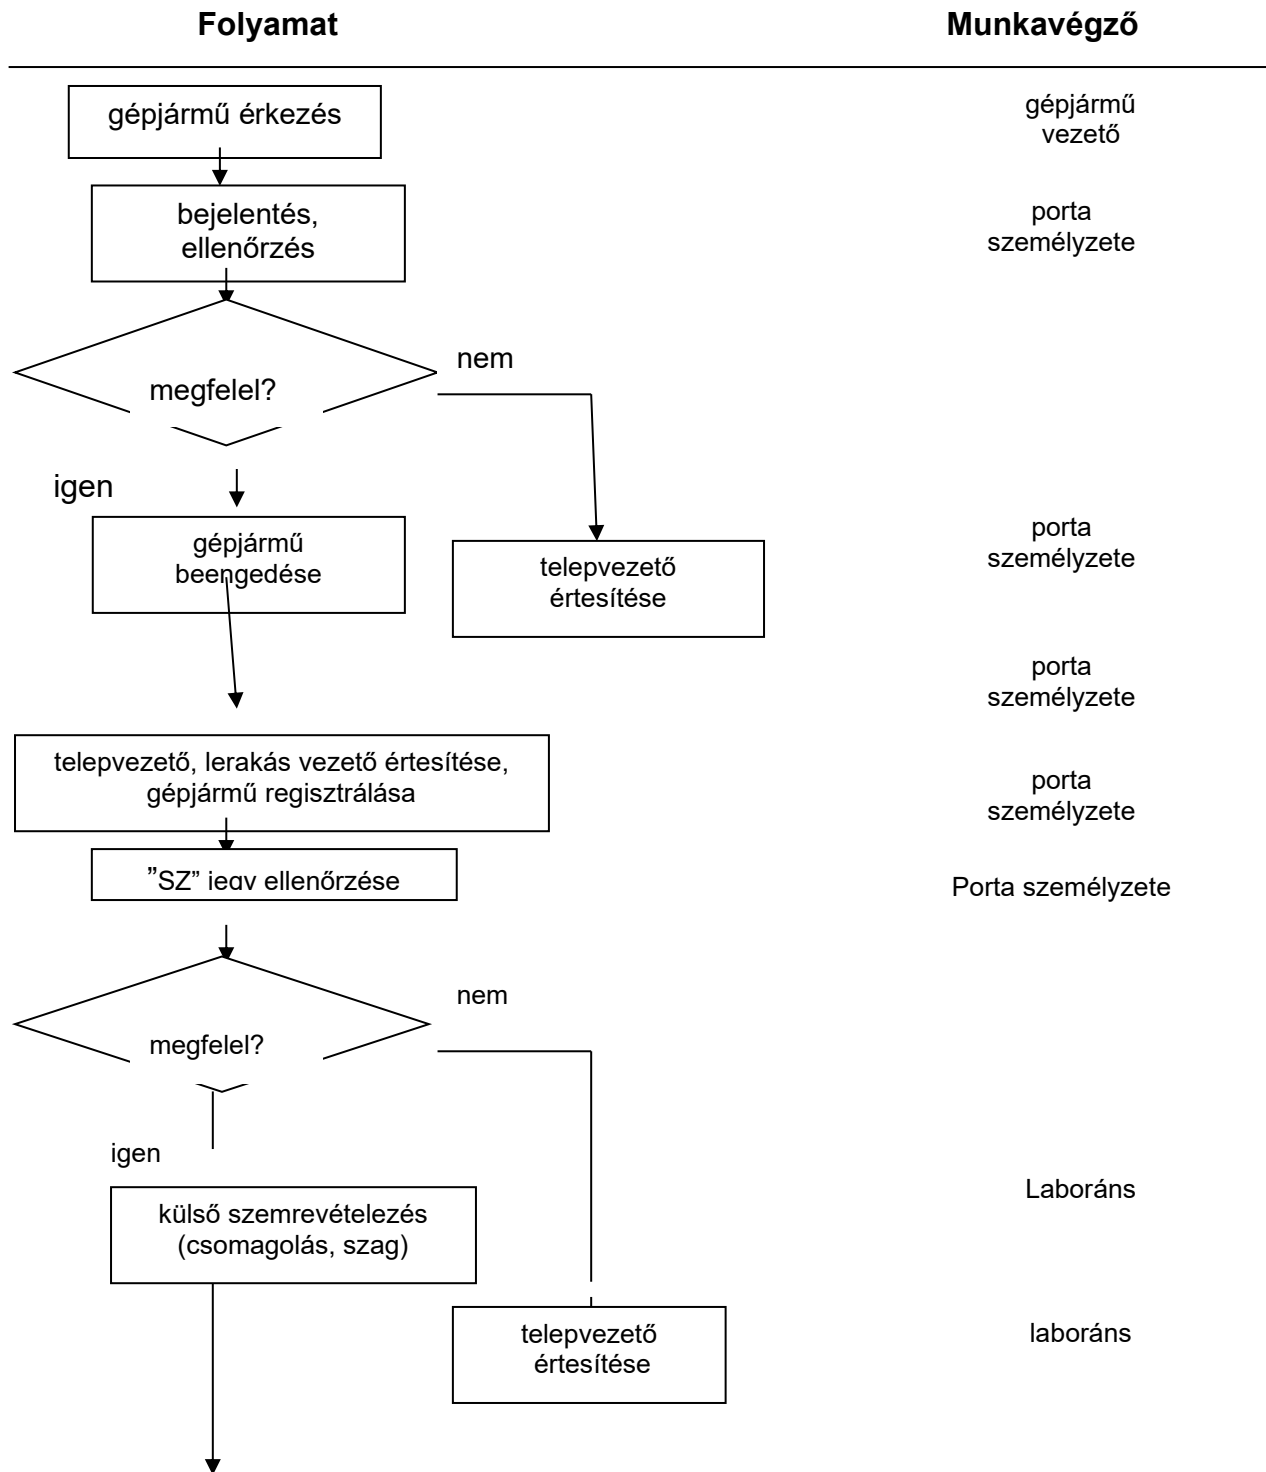 Folyamat
Munkavégző
gépjármű érkezés
gépjármű
vezető
bejelentés,
ellenőrzés
porta
személyzete
megfelel?
nem
igen
gépjármű
beengedése
telepvezető
értesítése
porta
személyzete
porta
személyzete
telepvezető, lerakás vezető értesítése,
gépjármű regisztrálása
porta
személyzete
”SZ” jegy ellenőrzése
Porta személyzete
megfelel?
nem
igen
külső szemrevételezés
(csomagolás, szag)
Laboráns
telepvezető
értesítése
laboráns